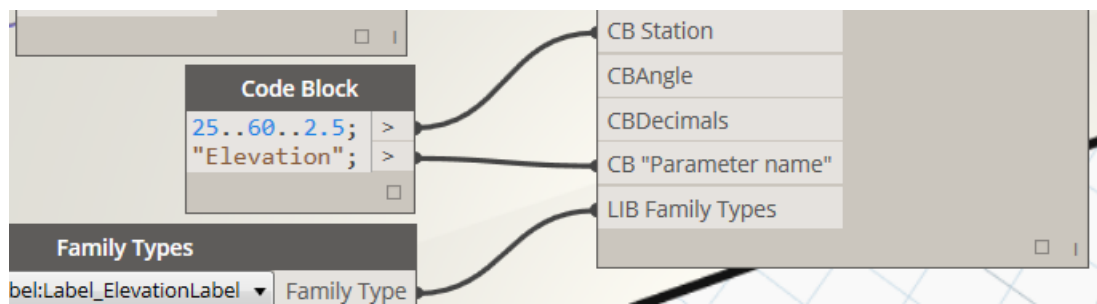 Code Block
25..60..2.5; >
"Elevation"; >
Family Types
bel:Label_ElevationLabel Family Type
CB Station
CBAngle
CBDecimals
CB "Parameter name"
LIB Family Types